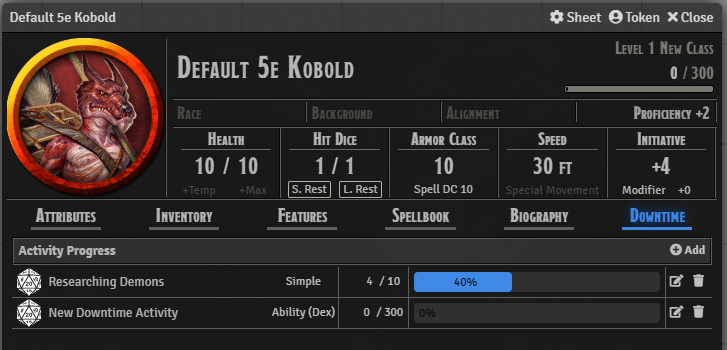 Default 5e Kobold Sheet Token Close
Default 5e Kobold
Level 1 New Class
0 / 300
Race Background Alignment Proficiency +2
Health Hit Dice Armor Class Speed Initiative
10 / 10 1 / 1 10 30 ft +4
+Temp +Max S. Rest L. Rest Spell DC 10 Special Movement Modifier +0
Attributes Inventory Features Spellbook Biography Downtime
Activity Progress Add
Researching Demons Simple 4 / 10 40%
New Downtime Activity Ability (Dex) 0 / 300 0%